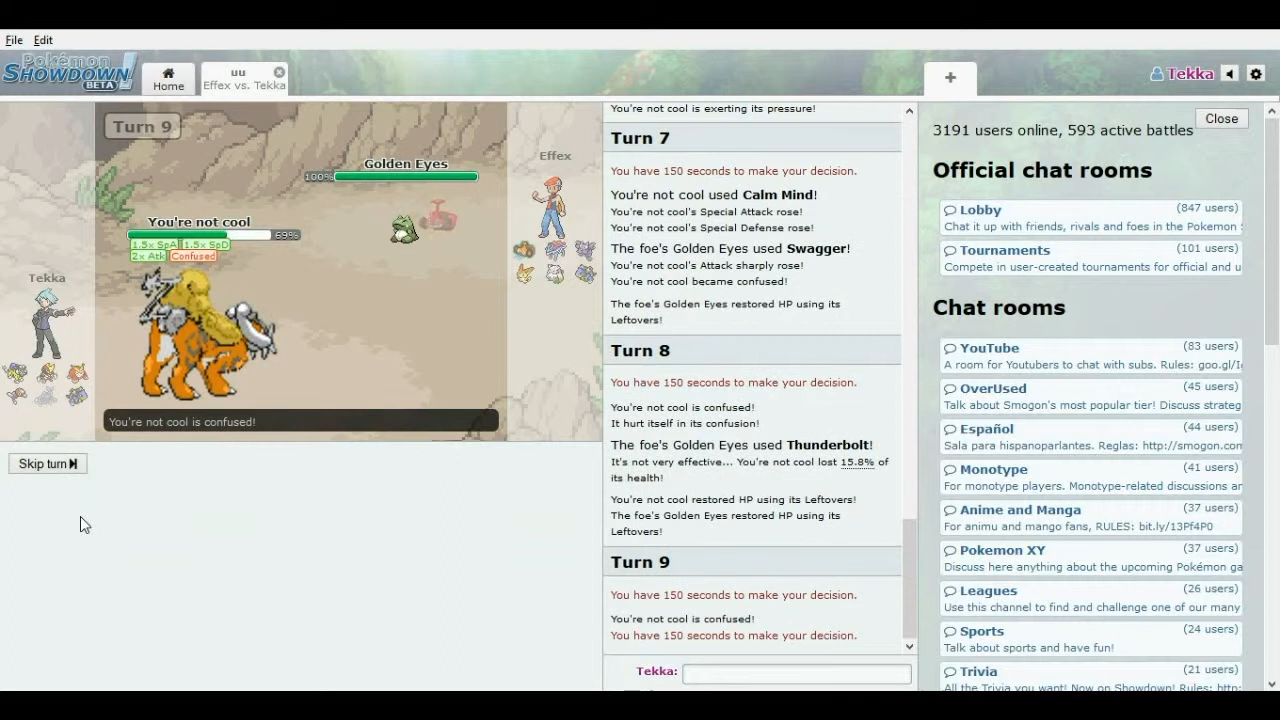 File Edit
Pokémon
SHOWDOWN!
BETA
Home
uu
Effex vs. Tekka
+
Tekka
Turn 9
Golden Eyes
100%
You're not cool
69%
1.5x SpA 1.5x SpD
2x Atk Confused
Tekka
Effex
You're not cool is confused!
Skip turn
You're not cool is exerting its pressure!
Turn 7
You have 150 seconds to make your decision.
You're not cool used Calm Mind!
You're not cool's Special Attack rose!
You're not cool's Special Defense rose!
The foe's Golden Eyes used Swagger!
You're not cool's Attack sharply rose!
You're not cool became confused!
The foe's Golden Eyes restored HP using its
Leftovers!
Turn 8
You have 150 seconds to make your decision.
You're not cool is confused!
It hurt itself in its confusion!
The foe's Golden Eyes used Thunderbolt!
It's not very effective... You're not cool lost 15.8% of
its health!
You're not cool restored HP using its Leftovers!
The foe's Golden Eyes restored HP using its
Leftovers!
Turn 9
You have 150 seconds to make your decision.
You're not cool is confused!
You have 150 seconds to make your decision.
Tekka:
Close
3191 users online, 593 active battles
Official chat rooms
Lobby (847 users)
Chat it up with friends, rivals and foes in the Pokemon
Tournaments (101 users)
Compete in user-created tournaments for official and u
Chat rooms
YouTube (83 users)
A room for Youtubers to chat with subs. Rules: goo.gl/
OverUsed (45 users)
Talk about Smogon's most popular tier! Discuss strateg
Español (44 users)
Sala para hispanoparlantes. Reglas: http://smogon.com
Monotype (41 users)
For monotype players. Monotype-related discussions ar
Anime and Manga (37 users)
For animu and mango fans, RULES: bit.ly/13Pf4P0
Pokemon XY (37 users)
Discuss here anything about the upcoming Pokémon ga
Leagues (26 users)
Use this channel to find and challenge one of our many
Sports (24 users)
Talk about sports and have fun!
Trivia (21 users)
All the Trivia you want! Now on Showdown! Rules: http: